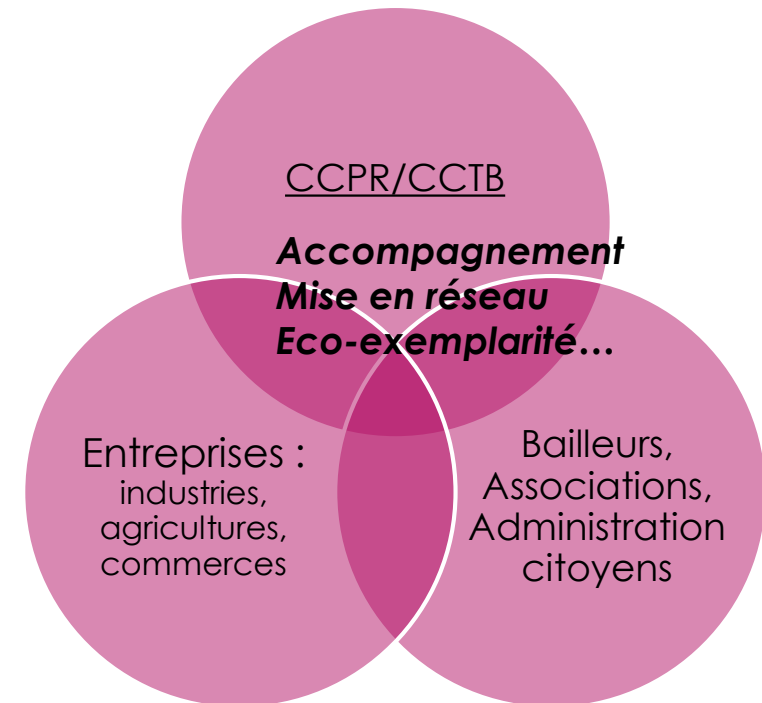 CCPR/CCTB
Accompagnement
Mise en réseau
Eco-exemplarité...
Entreprises :
industries,
agricultures,
commerces
Bailleurs,
Associations,
Administration
citoyens